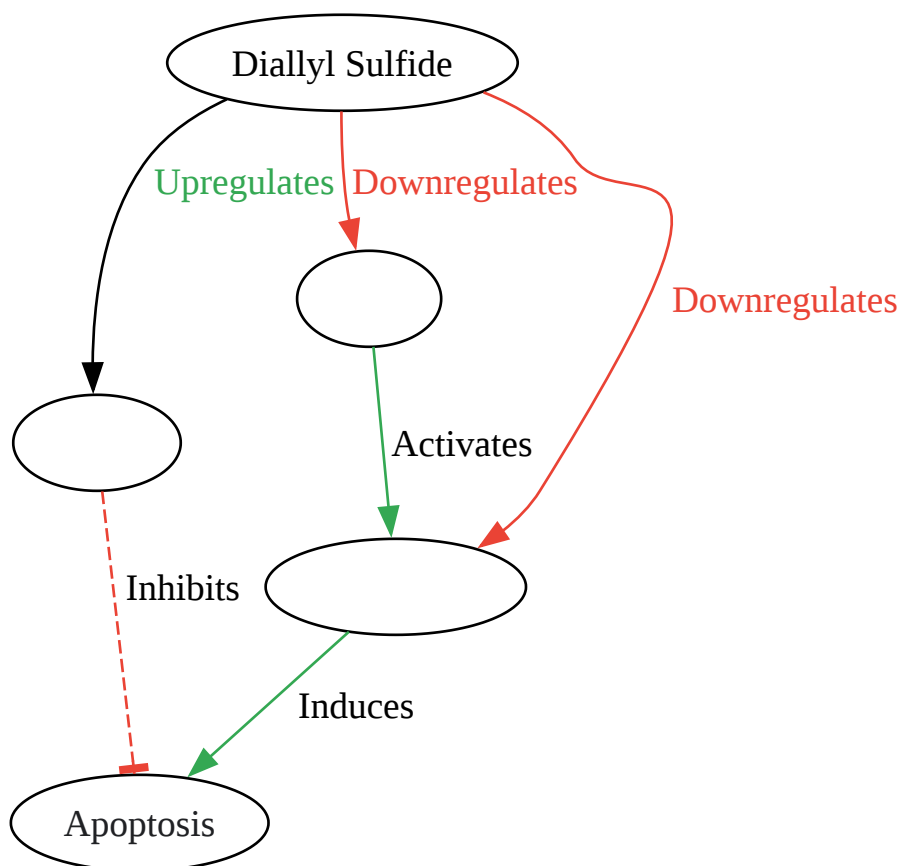 Diallyl Sulfide
Upregulates
Downregulates
Downregulates
Activates
Inhibits
Induces
Apoptosis